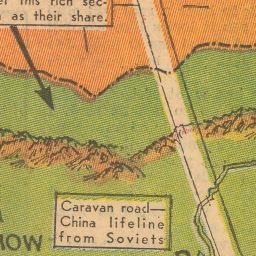 this rich sec-
as their share.
Caravan road—
China lifeline
from Soviets
HOW